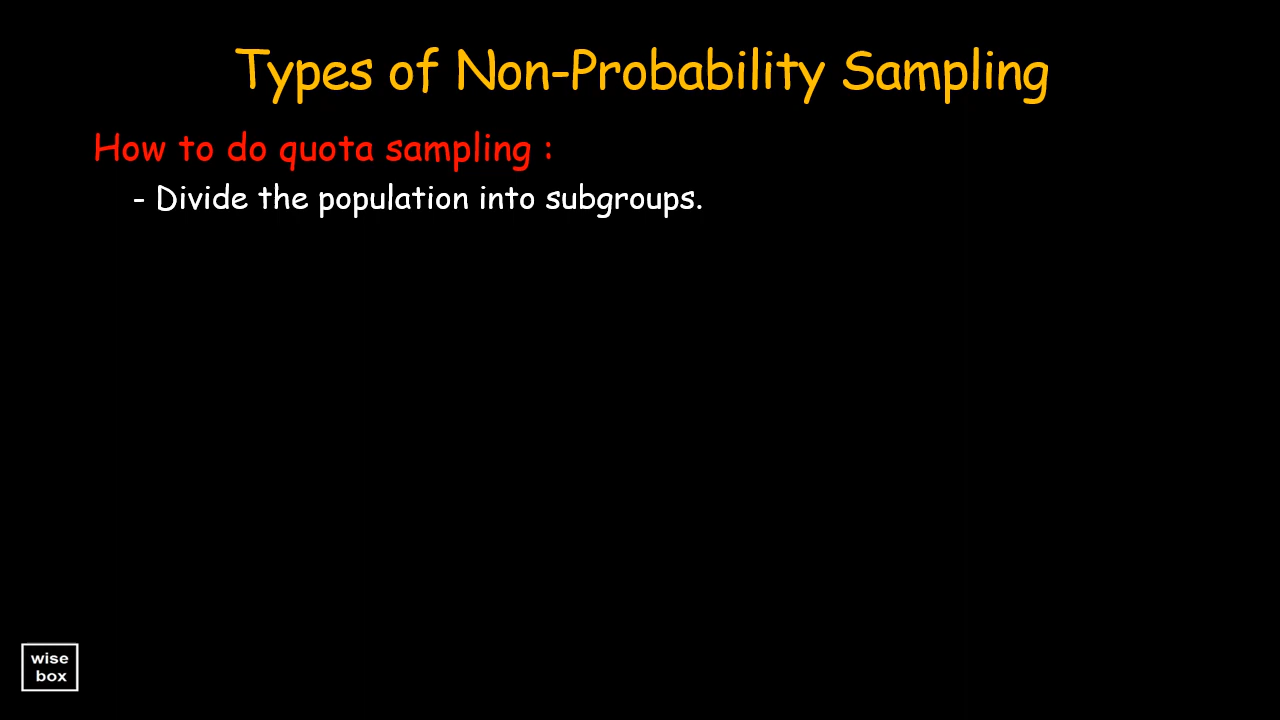 Types of Non-Probability Sampling
How to do quota sampling :
- Divide the population into subgroups.
wise
box